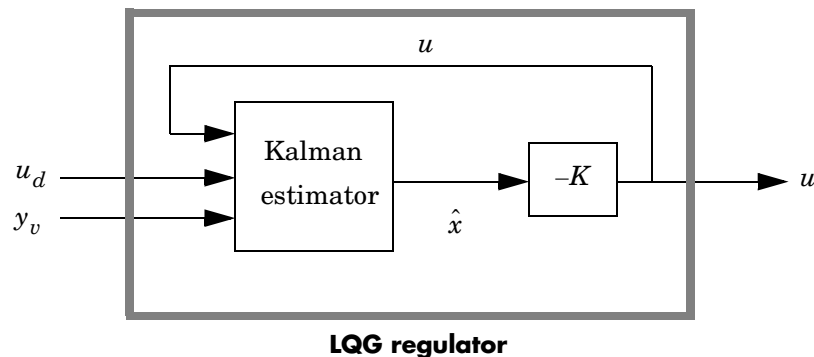 u
Kalman
estimator
u_d
y_v
x̂
–K
u
LQG regulator